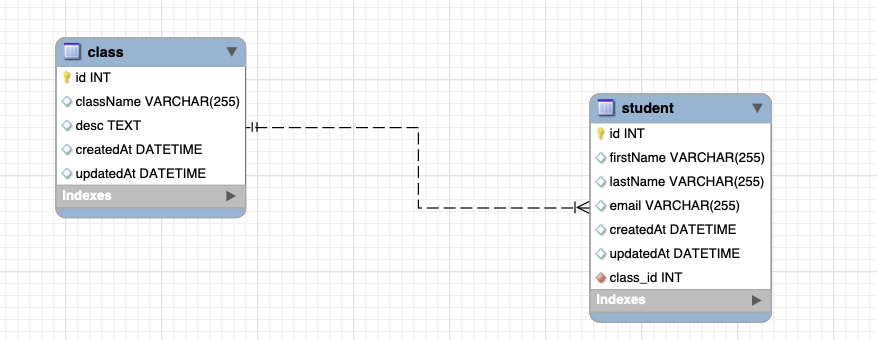 class
id INT
className VARCHAR(255)
desc TEXT
createdAt DATETIME
updatedAt DATETIME
Indexes
student
id INT
firstName VARCHAR(255)
lastName VARCHAR(255)
email VARCHAR(255)
createdAt DATETIME
updatedAt DATETIME
class_id INT
Indexes